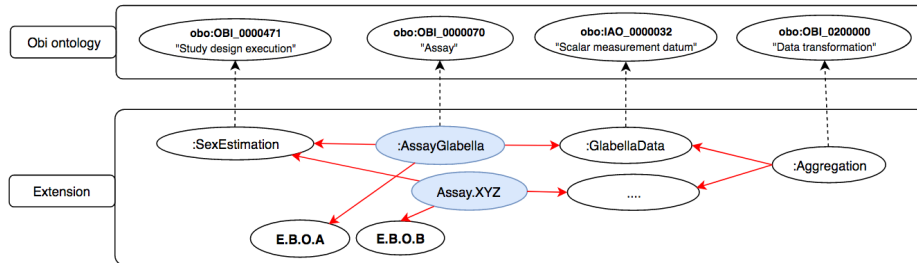 obo:OBI_0000471
"Study design execution"
obo:OBI_0000070
"Assay"
obo:IAO_0000032
"Scalar measurement datum"
obo:OBI_0200000
"Data transformation"
Obi ontology
:SexEstimation
:AssayGlabella
:GlabellaData
:Aggregation
Extension
Assay.XYZ
....
E.B.O.A
E.B.O.B